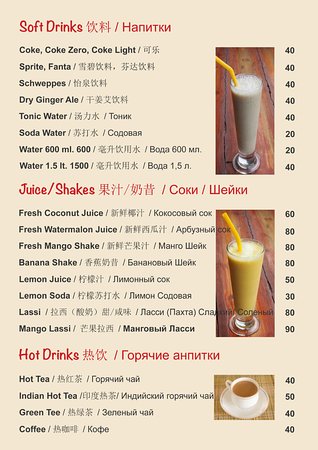 Soft Drinks 饮料 / Напитки
Coke, Coke Zero, Coke Light / 可乐 40
Sprite, Fanta / 雪碧饮料，芬达饮料 40
Schweppes / 怡泉饮料 40
Dry Ginger Ale / 干姜艾饮料 40
Tonic Water / 汤力水 / Тоник 40
Soda Water / 苏打水 / Содовая 20
Water 600 ml. 600 / 毫升饮用水 / Вода 600 мл. 20
Water 1.5 lt. 1500 / 毫升饮用水 / Вода 1,5 л. 40
Juice/Shakes 果汁/奶昔 / Соки / Шейки
Fresh Coconut Juice / 新鲜椰汁 / Кокосовый сок 60
Fresh Watermalon Juice / 新鲜西瓜汁 / Арбузный сок 60
Fresh Mango Shake / 新鲜芒果汁 / Манго Шейк 80
Banana Shake / 香蕉奶昔 / Банановый Шейк 80
Lemon Juice / 柠檬汁 / Лимонный сок 50
Lemon Soda / 柠檬苏打水 / Лимон Содовая 30
Lassi / 拉西（酸奶）甜/咸味 / Ласси (Пахта) Сладкий/ Соленый 80
Mango Lassi / 芒果拉西 / Манговый Ласси 90
Hot Drinks 热饮 / Горячие анпитки
Hot Tea / 热红茶 / Горячий чай 40
Indian Hot Tea /印度热茶/ Индийский горячий чай 50
Green Tee / 热绿茶 / Зеленый чай 40
Coffee / 热咖啡 / Кофе 40